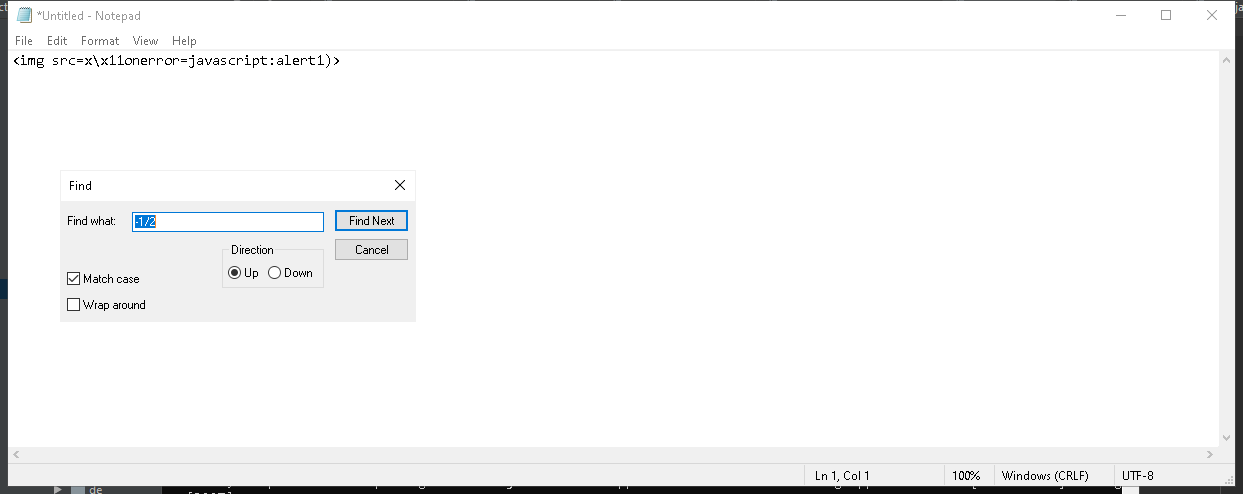 *Untitled - Notepad
File Edit Format View Help
<img src=x\x11onerror=javascript:alert1)>
Find
Find what: -1/2 Find Next
Direction Cancel
Up Down
Match case
Wrap around
Ln 1, Col 1 100% Windows (CRLF) UTF-8
de